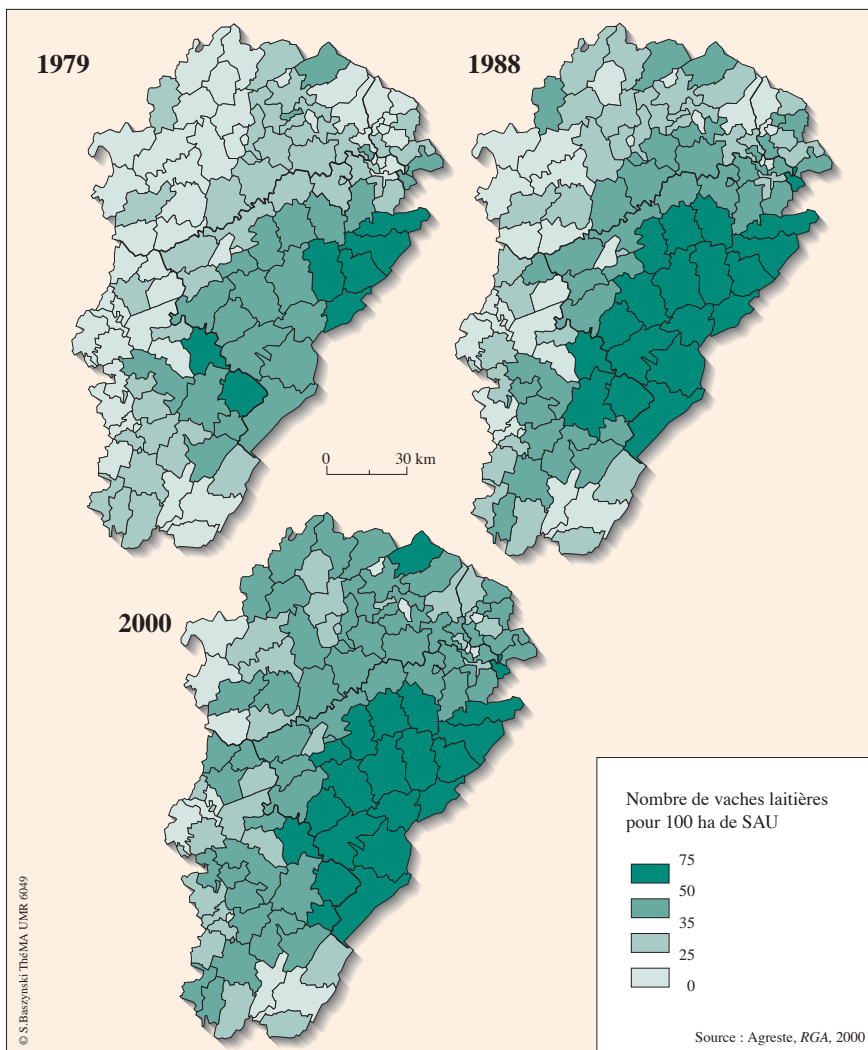 1979
1988
0 30 km
2000
Nombre de vaches laitières
pour 100 ha de SAU
75
50
35
25
0
© S.Baszynski ThéMA UMR 6049
Source : Agreste, RGA, 2000